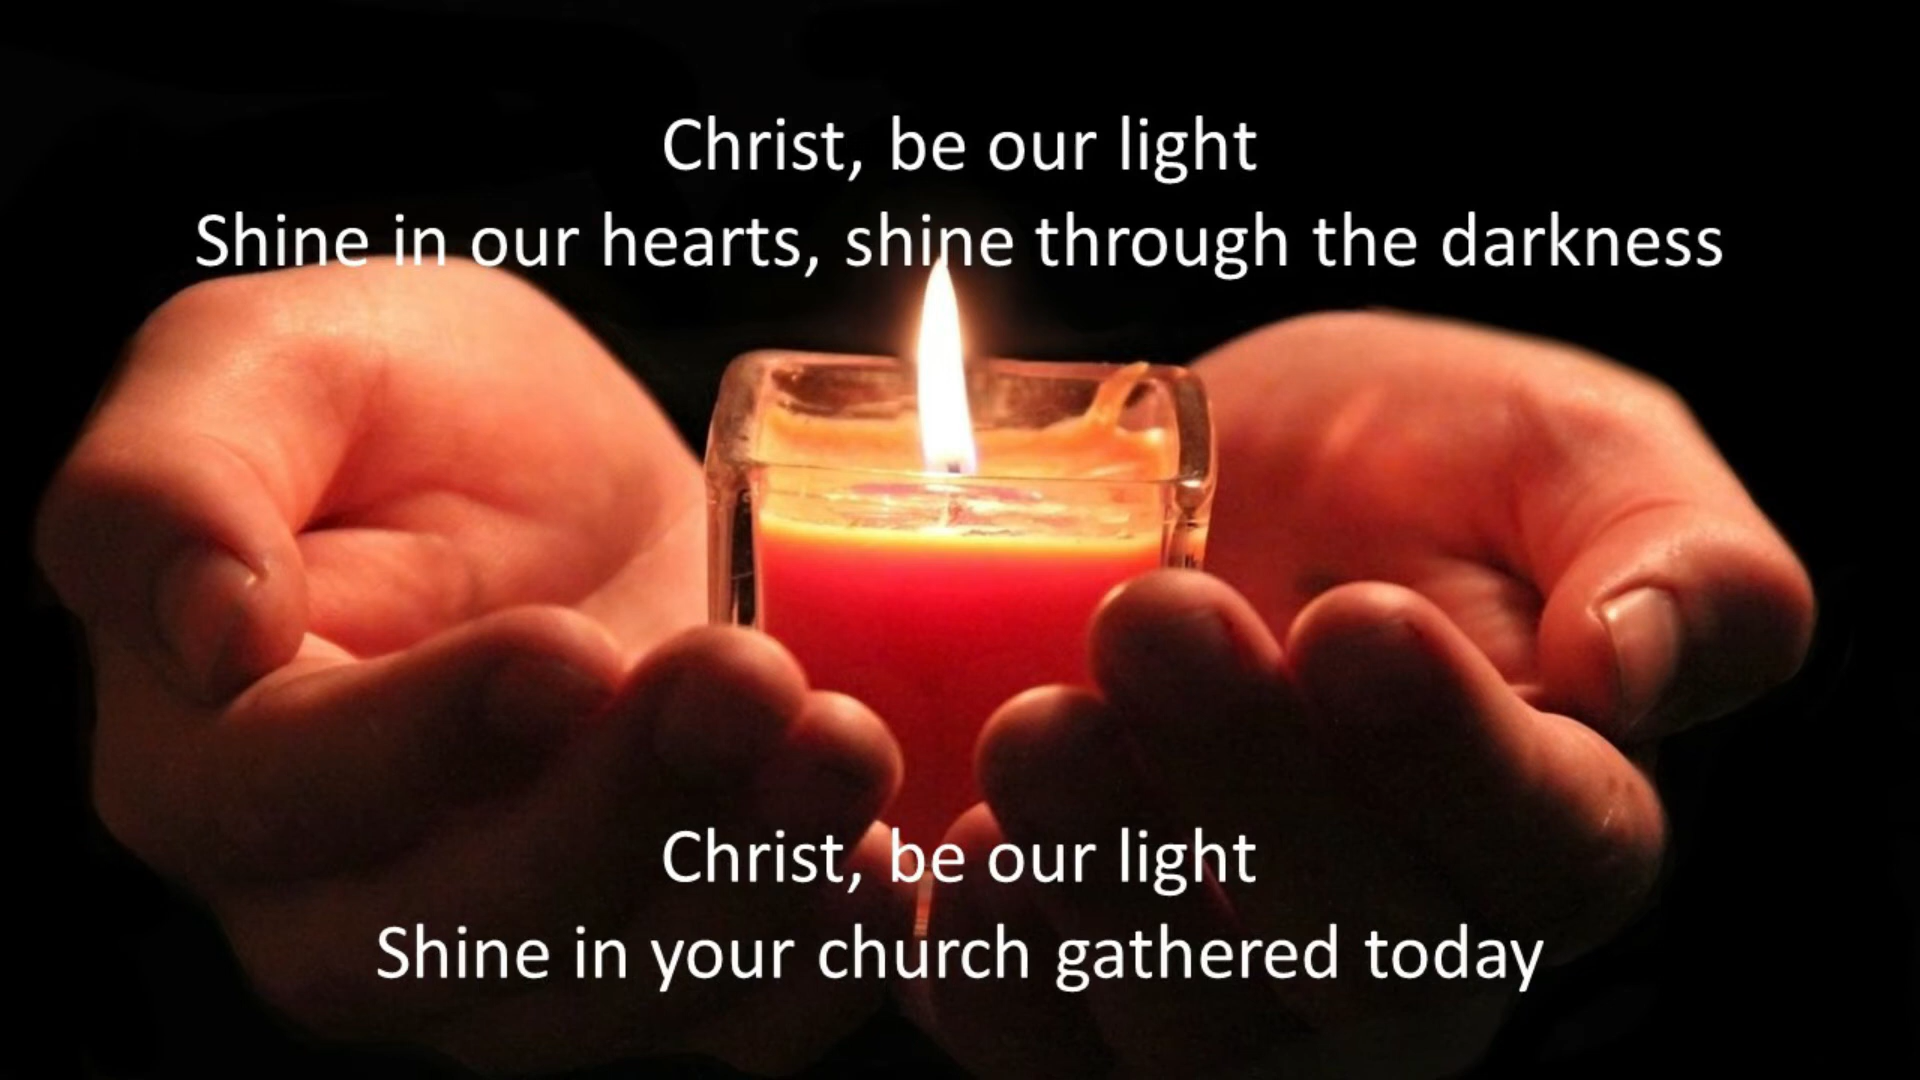 Christ, be our light
Shine in our hearts, shine through the darkness
Christ, be our light
Shine in your church gathered today